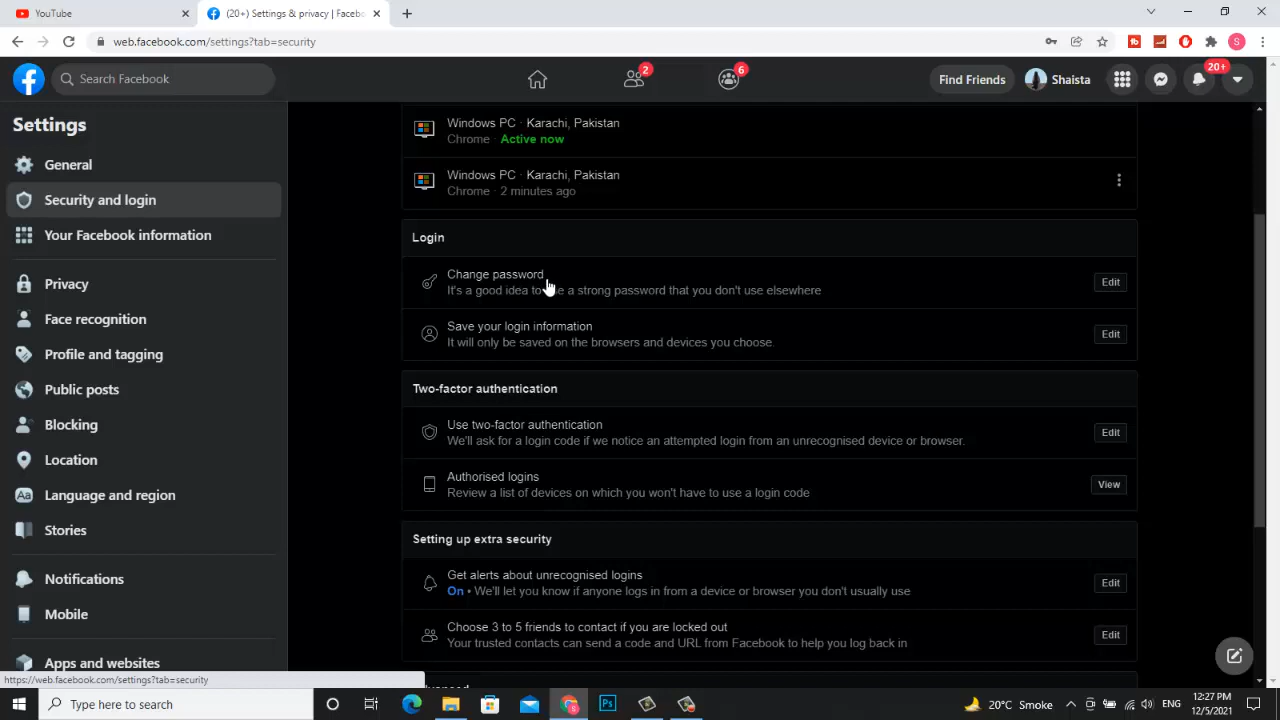 YouTube
(20+) Settings & privacy | Faceb
web.facebook.com/settings?tab=security
S
Search Facebook
2
6
Find Friends
Shaista
20+
Settings
General
Security and login
Your Facebook information
Privacy
Face recognition
Profile and tagging
Public posts
Blocking
Location
Aa Language and region
Stories
Notifications
Mobile
Apps and websites
Windows PC · Karachi, Pakistan
Chrome · Active now
Windows PC · Karachi, Pakistan
Chrome · 2 minutes ago
Login
Change password
It's a good idea to a strong password that you don't use elsewhere
Edit
Save your login information
It will only be saved on the browsers and devices you choose.
Edit
Two-factor authentication
Use two-factor authentication
We'll ask for a login code if we notice an attempted login from an unrecognised device or browser.
Edit
Authorised logins
Review a list of devices on which you won't have to use a login code
View
Setting up extra security
Get alerts about unrecognised logins
On • We'll let you know if anyone logs in from a device or browser you don't usually use
Edit
Choose 3 to 5 friends to contact if you are locked out
Your trusted contacts can send a code and URL from Facebook to help you log back in
Edit
https://web.facebook.com/settings?tab=security
Type here to search
Ps
20°C Smoke
ENG
12:27 PM
12/5/2021